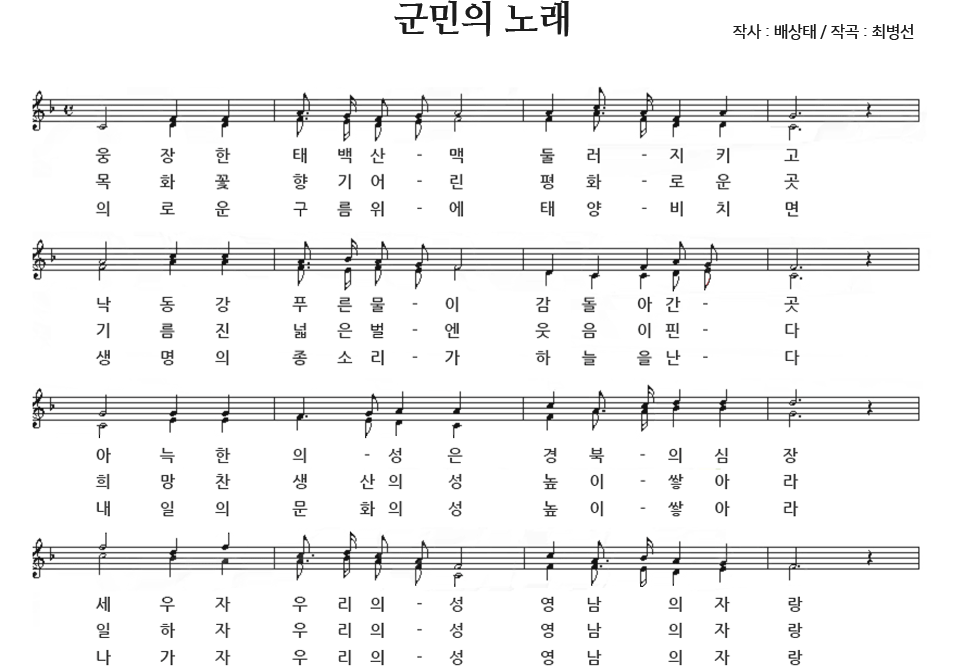 군민의 노래
작사 : 배상태 / 작곡 : 최병선
웅 장 한 태 백 산 - 맥 둘 러 - 지 키 고
목 화 꽃 향 기 어 - 린 평 화 - 로 운 곳
의 로 운 구 름 위 - 에 태 양 - 비 치 면
낙 동 강 푸 른 물 - 이 감 돌 아 간 - 곳
기 름 진 넓 은 벌 - 엔 웃 음 이 핀 - 다
생 명 의 종 소 리 - 가 하 늘 을 난 - 다
아 늑 한 의 - 성 은 경 북 - 의 심 장
희 망 찬 생 산 의 성 높 이 - 쌓 아 라
내 일 의 문 화 의 성 높 이 - 쌓 아 라
세 우 자 우 리 의 - 성 영 남 의 자 랑
일 하 자 우 리 의 - 성 영 남 의 자 랑
나 가 자 우 리 의 - 성 영 남 의 자 랑